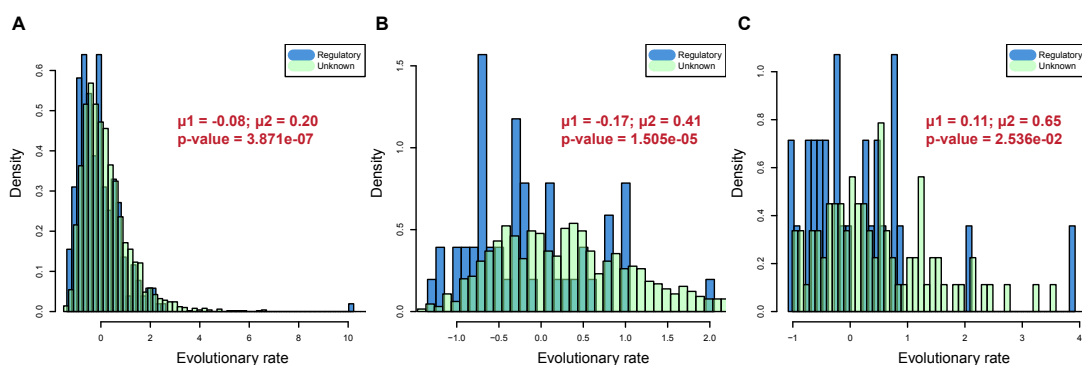 A
Regulatory
Unknown
µ1 = -0.08; µ2 = 0.20
p-value = 3.871e-07
Density
0.0
0.1
0.2
0.3
0.4
0.5
0.6
0
2
4
6
8
10
Evolutionary rate
B
Regulatory
Unknown
µ1 = -0.17; µ2 = 0.41
p-value = 1.505e-05
Density
0.0
0.5
1.0
1.5
−1.0
−0.5
0.0
0.5
1.0
1.5
2.0
Evolutionary rate
C
Regulatory
Unknown
µ1 = 0.11; µ2 = 0.65
p-value = 2.536e-02
Density
0.0
0.2
0.4
0.6
0.8
1.0
−1
0
1
2
3
4
Evolutionary rate